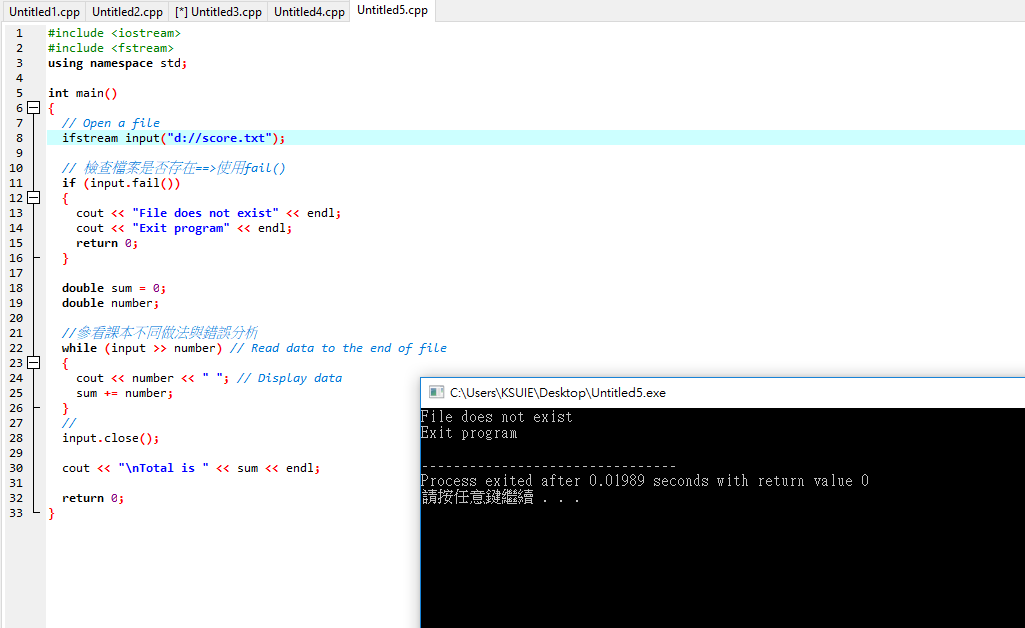 Untitled1.cpp Untitled2.cpp [*] Untitled3.cpp Untitled4.cpp Untitled5.cpp
1 #include <iostream>
2 #include <fstream>
3 using namespace std;
4
5 int main()
6 {
7 // Open a file
8 ifstream input("d://score.txt");
9
10 // 檢查檔案是否存在==>使用fail()
11 if (input.fail())
12 {
13 cout << "File does not exist" << endl;
14 cout << "Exit program" << endl;
15 return 0;
16 }
17
18 double sum = 0;
19 double number;
20
21 //參看課本不同做法與錯誤分析
22 while (input >> number) // Read data to the end of file
23 {
24 cout << number << " "; // Display data
25 sum += number;
26 }
27 //
28 input.close();
29
30 cout << "\nTotal is " << sum << endl;
31
32 return 0;
33 }
C:\Users\KSUIE\Desktop\Untitled5.exe
File does not exist
Exit program
--------------------------------
Process exited after 0.01989 seconds with return value 0
請按任意鍵繼續 . . .